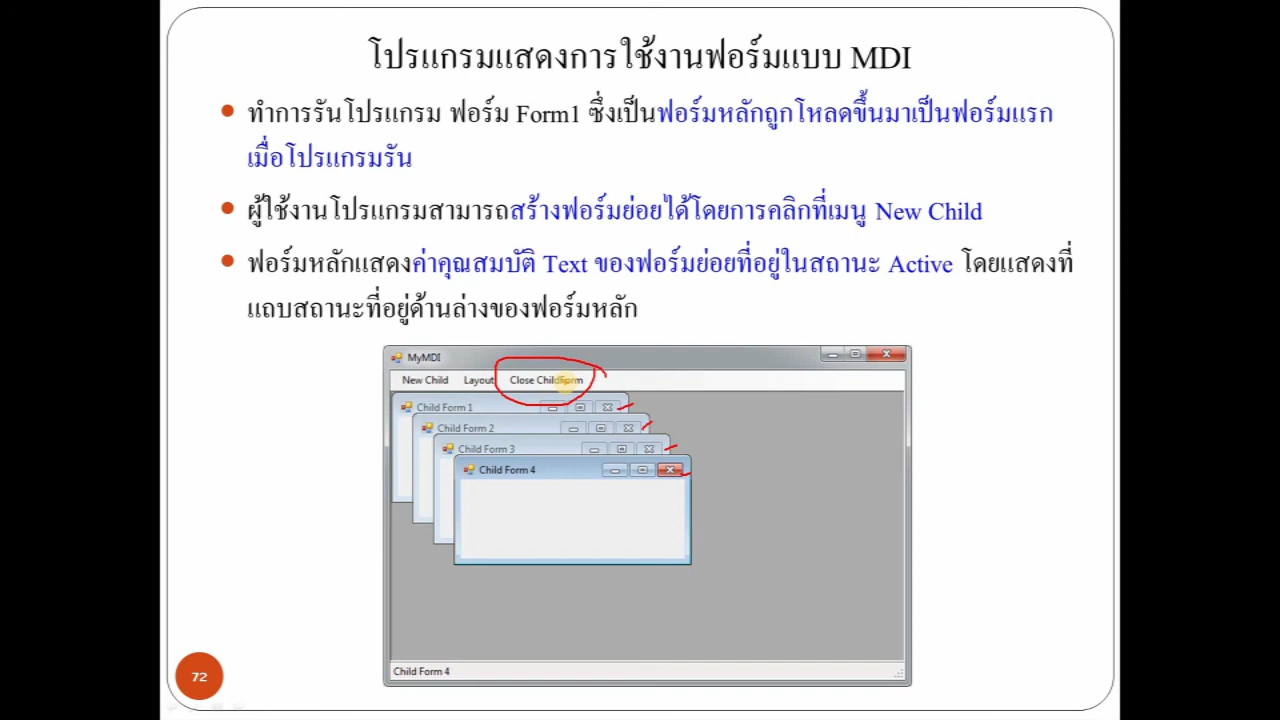 โปรแกรมแสดงการใช้งานฟอร์มแบบ MDI
ทำการรันโปรแกรม ฟอร์ม Form1 ซึ่งเป็นฟอร์มหลักถูกโหลดขึ้นมาเป็นฟอร์มแรก
เมื่อโปรแกรมรัน
ผู้ใช้งานโปรแกรมสามารถสร้างฟอร์มย่อยได้โดยการคลิกที่เมนู New Child
ฟอร์มหลักแสดงค่าคุณสมบัติ Text ของฟอร์มย่อยที่อยู่ในสถานะ Active โดยแสดงที่
แถบสถานะที่อยู่ด้านล่างของฟอร์มหลัก
MyMDI
New Child Layout Close ChildForm
Child Form 1
Child Form 2
Child Form 3
Child Form 4
Child Form 4
72